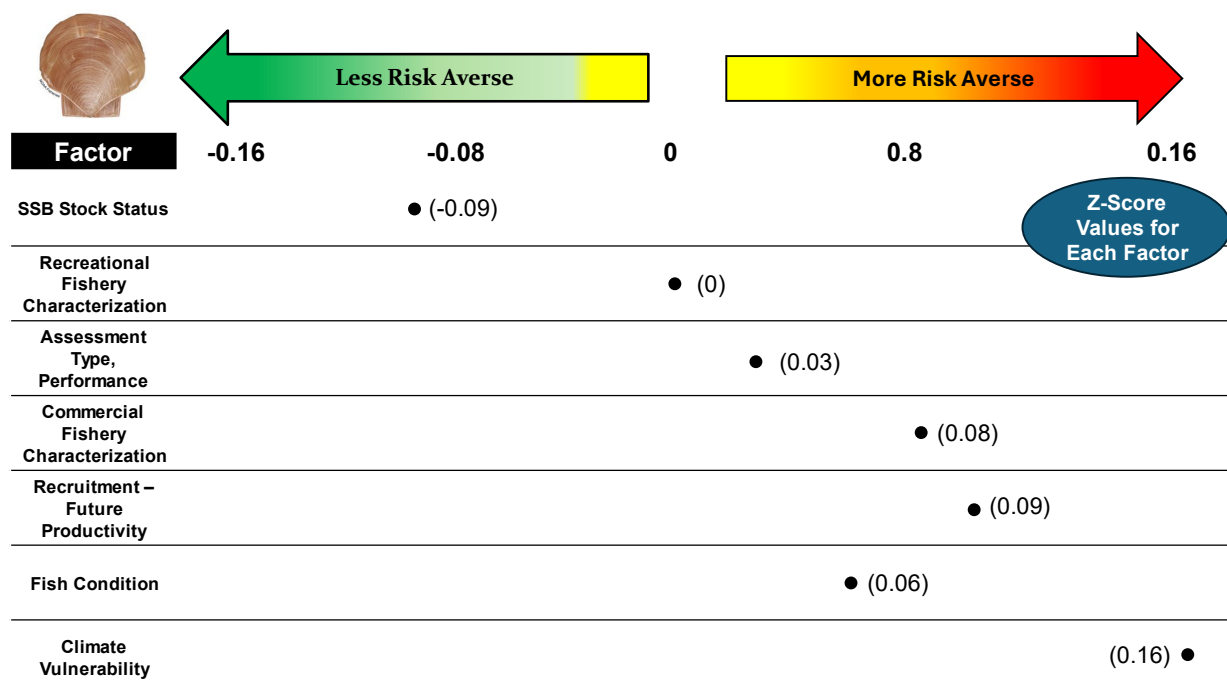 Less Risk Averse
More Risk Averse
Factor
-0.16
-0.08
0
0.8
0.16
Z-Score
Values for
Each Factor
SSB Stock Status
(-0.09)
Recreational
Fishery
Characterization
(0)
Assessment
Type,
Performance
(0.03)
Commercial
Fishery
Characterization
(0.08)
Recruitment –
Future
Productivity
(0.09)
Fish Condition
(0.06)
Climate
Vulnerability
(0.16)